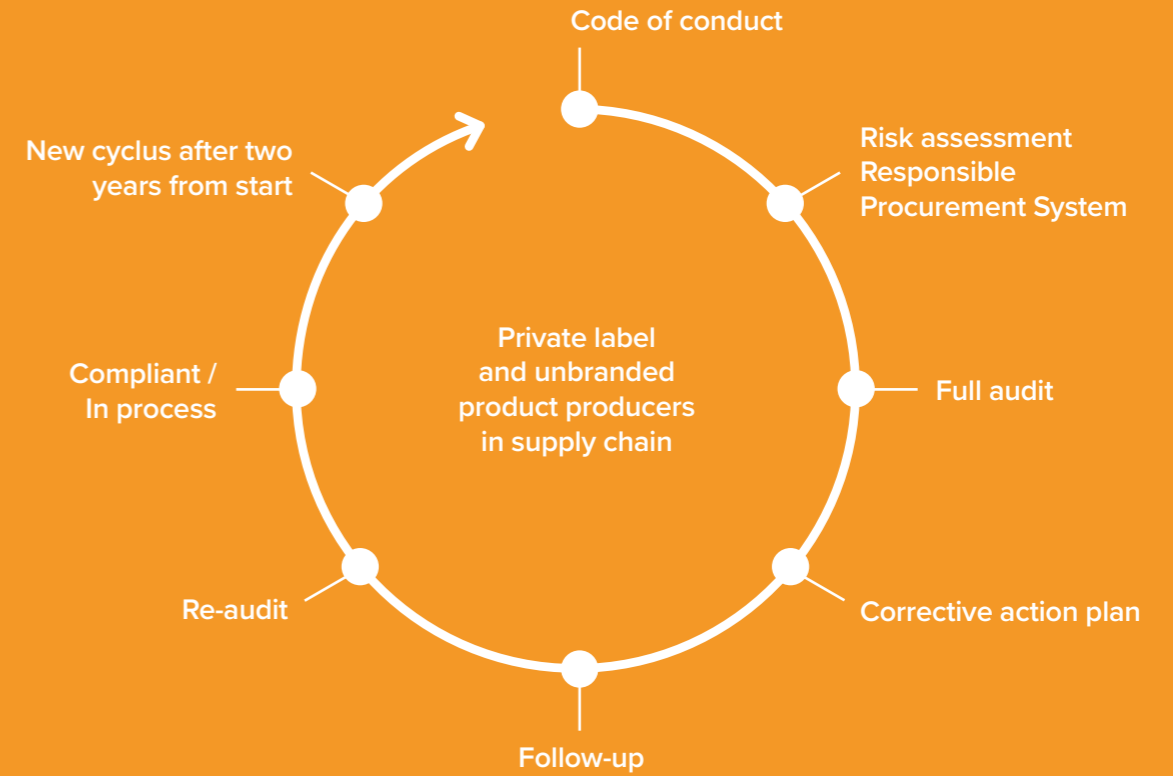 Code of conduct
Risk assessment
Responsible
Procurement System
Full audit
Corrective action plan
Follow-up
Re-audit
Compliant /
In process
New cyclus after two
years from start
Private label
and unbranded
product producers
in supply chain